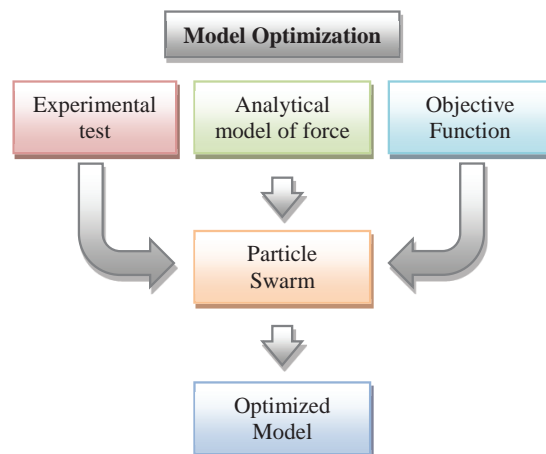 Model Optimization
Experimental
test
Analytical
model of force
Objective
Function
Particle
Swarm
Optimized
Model